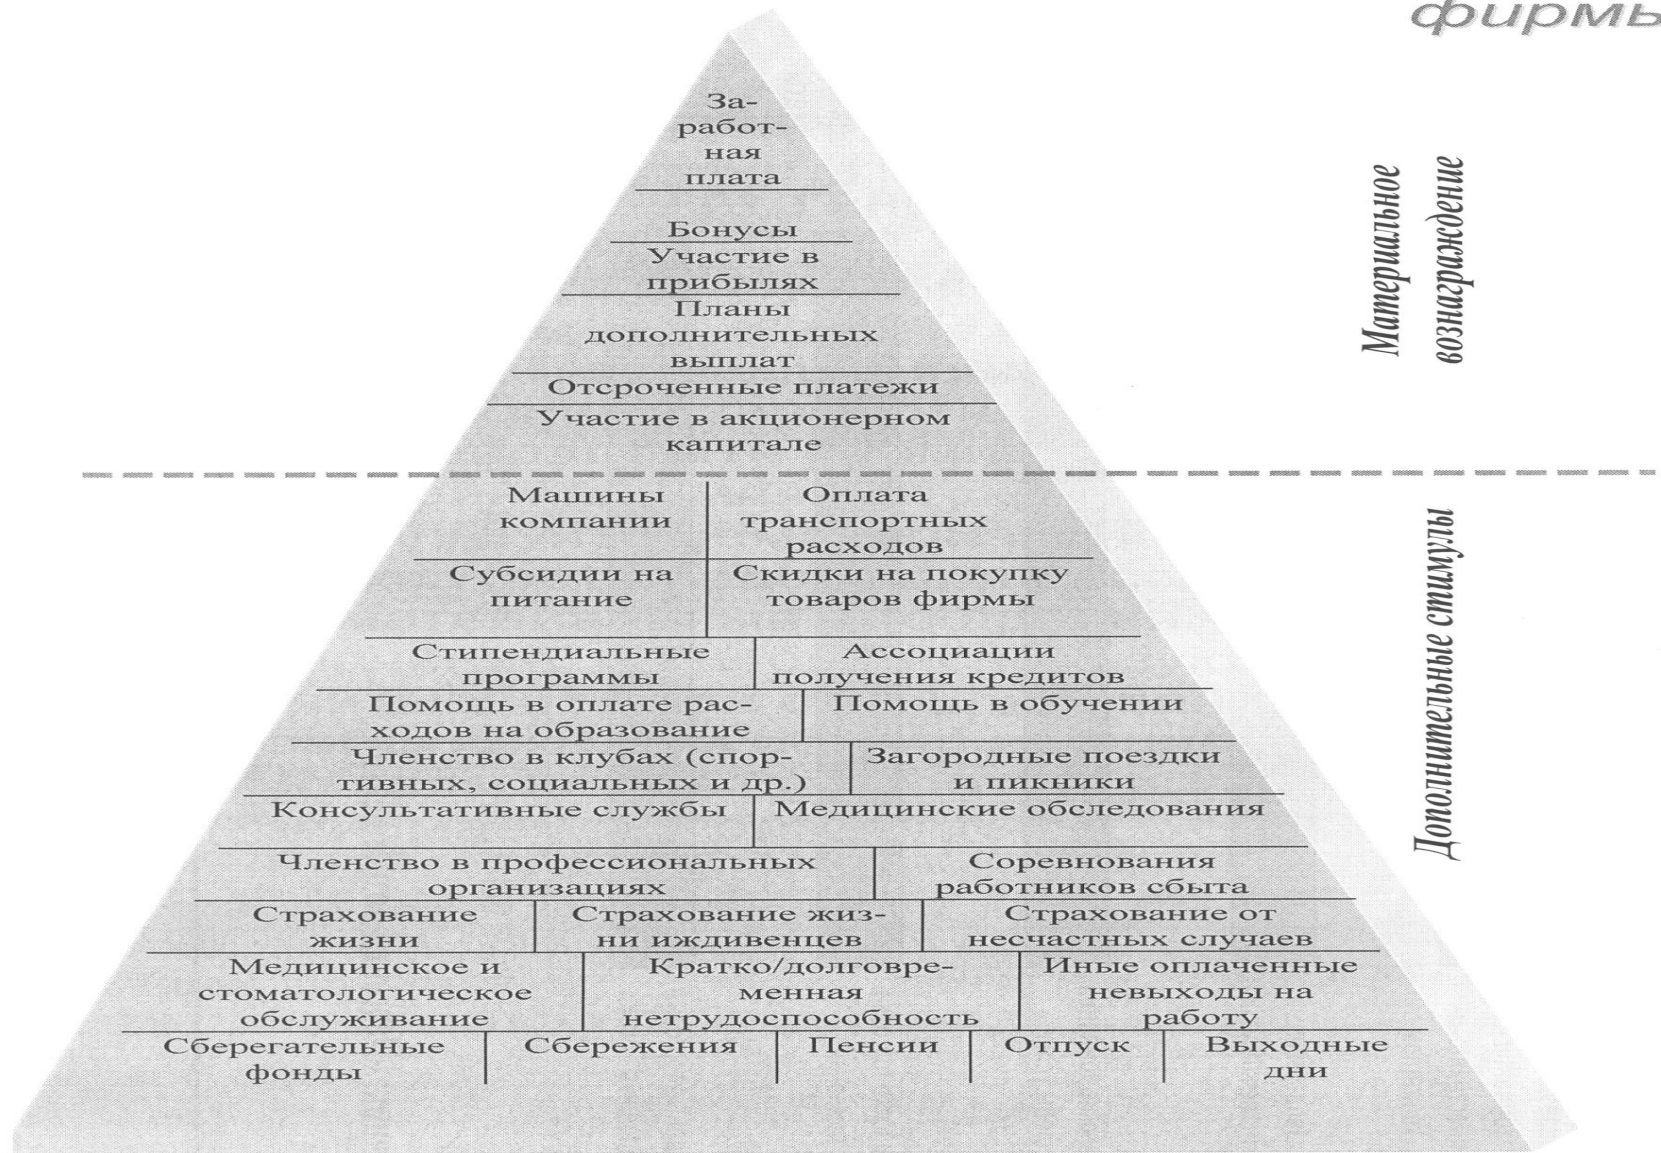 фирмы
За-
работ-
ная
плата
Бонусы
Участие в
прибылях
Планы
дополнительных
выплат
Отсроченные платежи
Участие в акционерном
капитале
Материальное
вознаграждение
Машины
компании
Оплата
транспортных
расходов
Субсидии на
питание
Скидки на покупку
товаров фирмы
Стипендиальные
программы
Ассоциации
получения кредитов
Помощь в оплате рас-
ходов на образование
Помощь в обучении
Членство в клубах (спор-
тивных, социальных и др.)
Загородные поездки
и пикники
Консультативные службы
Медицинские обследования
Членство в профессиональных
организациях
Соревнования
работников сбыта
Страхование
жизни
Страхование жиз-
ни иждивенцев
Страхование от
несчастных случаев
Медицинское и
стоматологическое
обслуживание
Кратко/долговре-
менная
нетрудоспособность
Иные оплаченные
невыходы на
работу
Сберегательные
фонды
Сбережения
Пенсии
Отпуск
Выходные
дни
Дополнительные стимулы